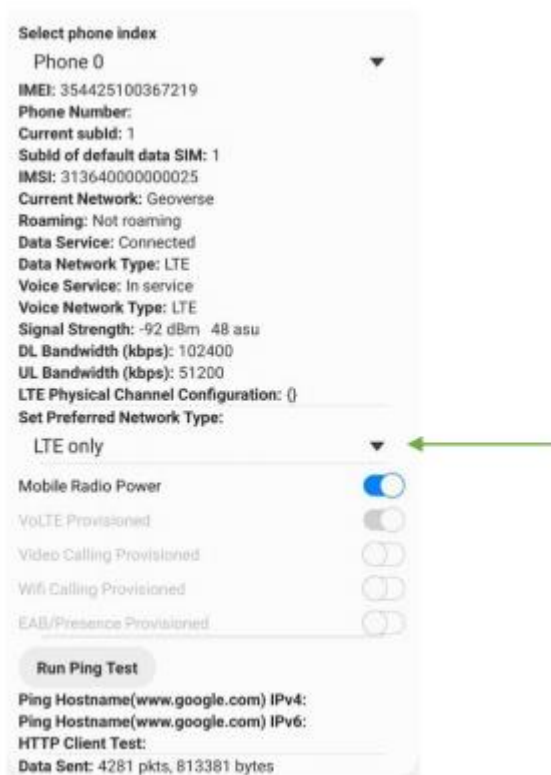 Select phone index
Phone 0
IMEI: 354425100367219
Phone Number:
Current subId: 1
SubId of default data SIM: 1
IMSI: 313640000000025
Current Network: Geoverse
Roaming: Not roaming
Data Service: Connected
Data Network Type: LTE
Voice Service: In service
Voice Network Type: LTE
Signal Strength: -92 dBm 48 asu
DL Bandwidth (kbps): 102400
UL Bandwidth (kbps): 51200
LTE Physical Channel Configuration: {}
Set Preferred Network Type:
LTE only
Mobile Radio Power
VoLTE Provisioned
Video Calling Provisioned
Wifi Calling Provisioned
EAB/Presence Provisioned
Run Ping Test
Ping Hostname(www.google.com) IPv4:
Ping Hostname(www.google.com) IPv6:
HTTP Client Test:
Data Sent: 4281 pkts, 813381 bytes